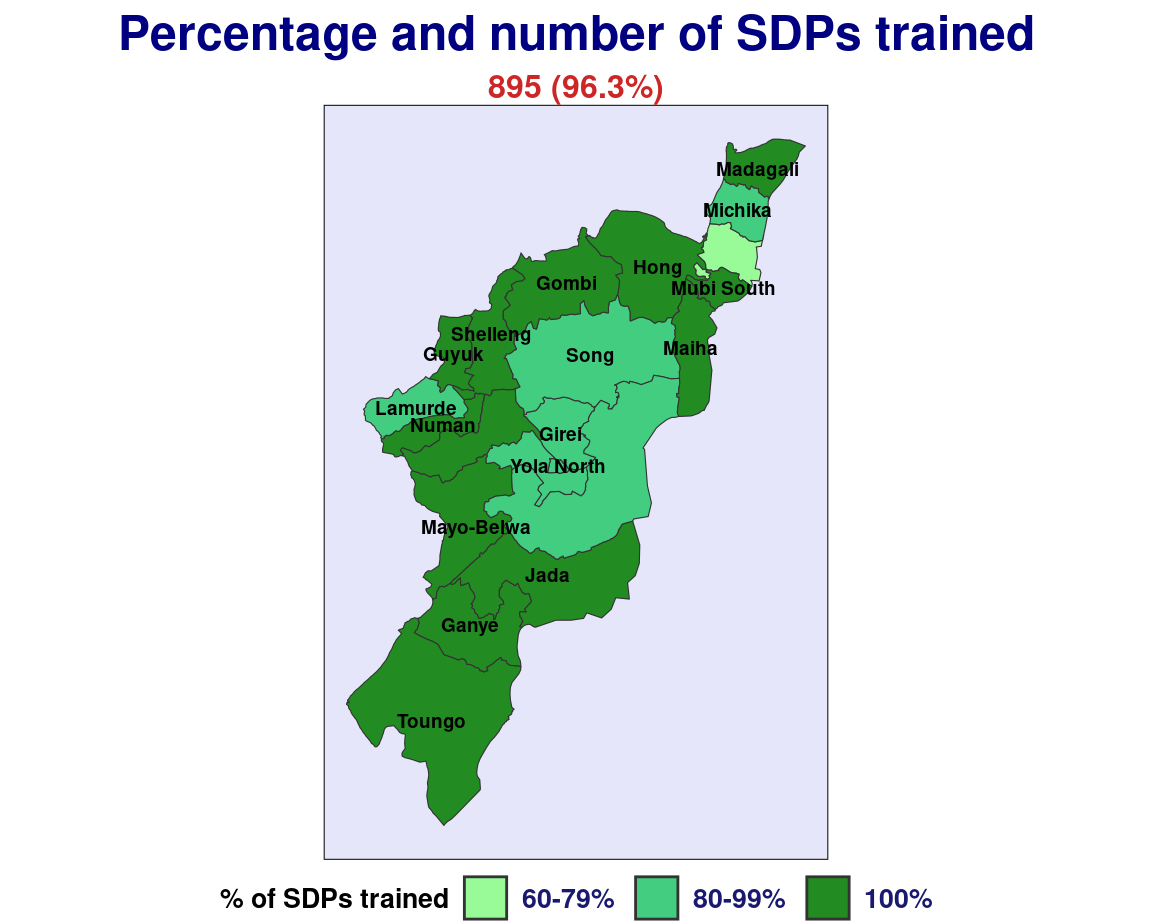 Percentage and number of SDPs trained
895 (96.3%)
Madagali
Michika
Hong
Gombi
Mubi South
Shelleng
Guyuk
Song
Maiha
Lamurde
Numan
Girei
Yola North
Mayo-Belwa
Jada
Ganye
Toungo
% of SDPs trained 60-79% 80-99% 100%